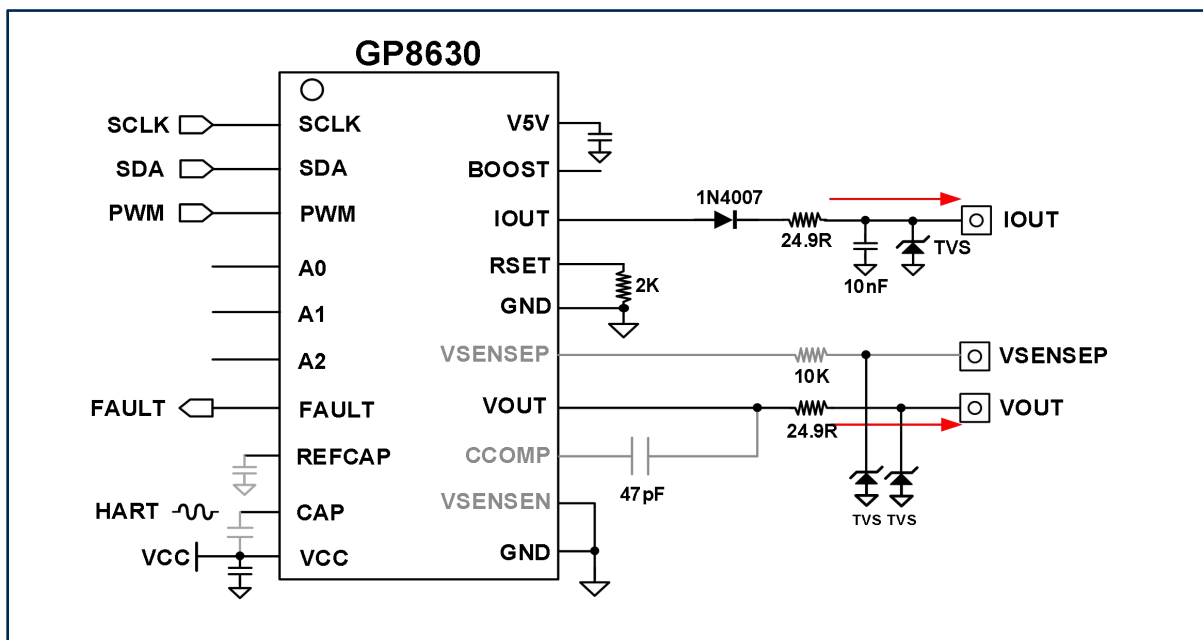 GP8630
SCLK
SCLK
V5V
SDA
SDA
BOOST
1N4007
PWM
PWM
IOUT
IOUT
24.9R
TVS
10nF
A0
RSET
2K
A1
GND
A2
VSENSEP
10K
VSENSEP
FAULT
FAULT
VOUT
24.9R
VOUT
REFCAP
CCOMP
47pF
HART
CAP
VSENSEN
TVS TVS
VCC
VCC
GND